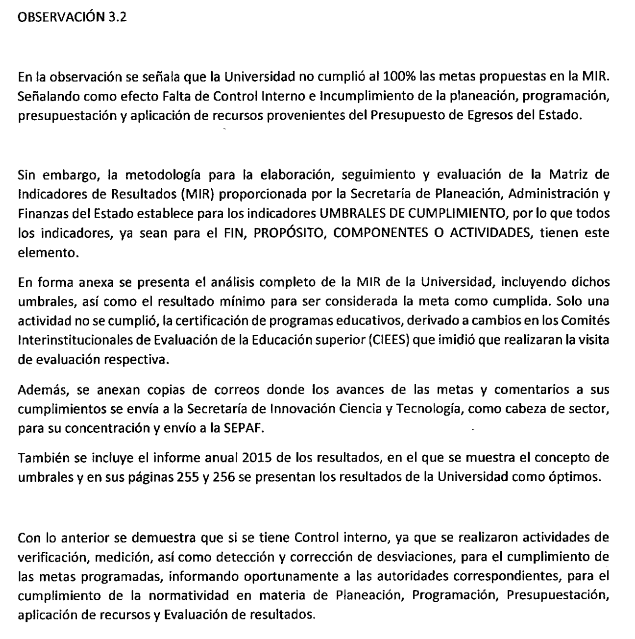 OBSERVACIÓN 3.2
En la observación se señala que la Universidad no cumplió al 100% las metas propuestas en la MIR.
Señalando como efecto Falta de Control Interno e Incumplimiento de la planeación, programación,
presupuestación y aplicación de recursos provenientes del Presupuesto de Egresos del Estado.
Sin embargo, la metodología para la elaboración, seguimiento y evaluación de la Matriz de
Indicadores de Resultados (MIR) proporcionada por la Secretaría de Planeación, Administración y
Finanzas del Estado establece para los indicadores UMBRALES DE CUMPLIMIENTO, por lo que todos
los indicadores, ya sean para el FIN, PROPÓSITO, COMPONENTES O ACTIVIDADES, tienen este
elemento.
En forma anexa se presenta el análisis completo de la MIR de la Universidad, incluyendo dichos
umbrales, así como el resultado mínimo para ser considerada la meta como cumplida. Solo una
actividad no se cumplió, la certificación de programas educativos, derivado a cambios en los Comités
Interinstitucionales de Evaluación de la Educación superior (CIEES) que imidió que realizaran la visita
de evaluación respectiva.
Además, se anexan copias de correos donde los avances de las metas y comentarios a sus
cumplimientos se envía a la Secretaría de Innovación Ciencia y Tecnología, como cabeza de sector,
para su concentración y envío a la SEPAF.
También se incluye el informe anual 2015 de los resultados, en el que se muestra el concepto de
umbrales y en sus páginas 255 y 256 se presentan los resultados de la Universidad como óptimos.
Con lo anterior se demuestra que si se tiene Control interno, ya que se realizaron actividades de
verificación, medición, así como detección y corrección de desviaciones, para el cumplimiento de
las metas programadas, informando oportunamente a las autoridades correspondientes, para el
cumplimiento de la normatividad en materia de Planeación, Programación, Presupuestación,
aplicación de recursos y Evaluación de resultados.